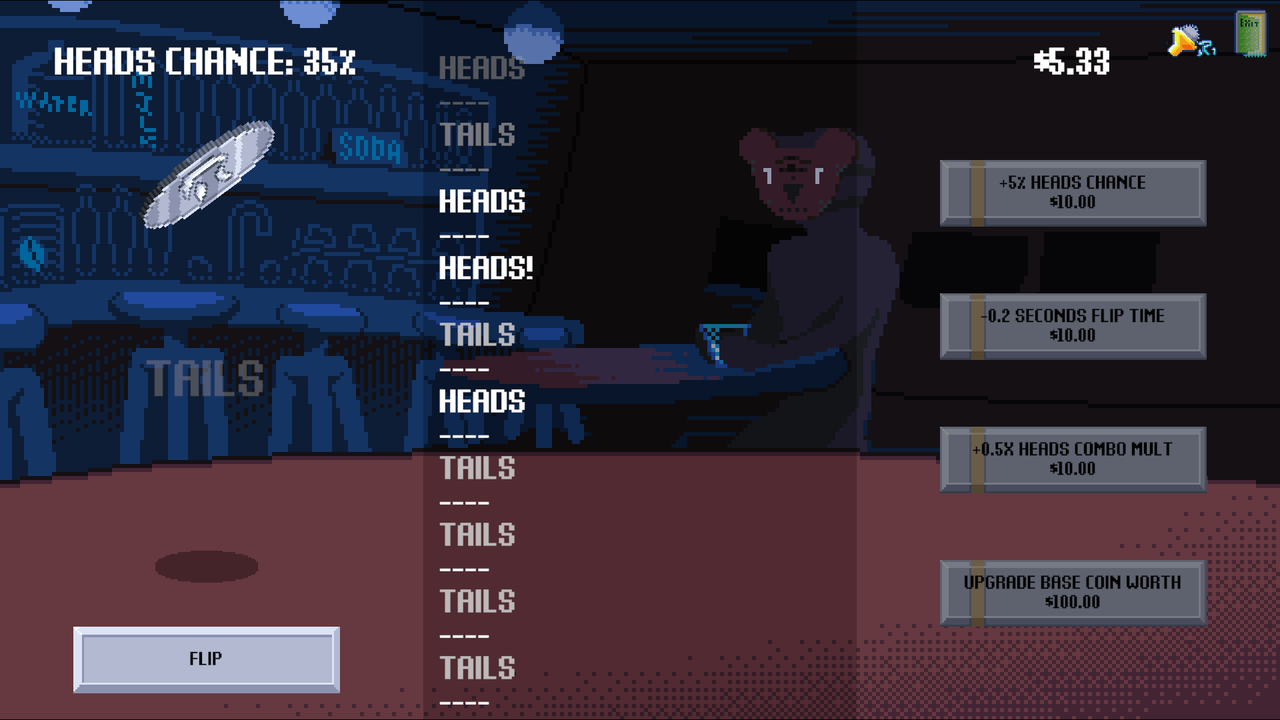 HEADS CHANCE: 35%
$5.33
EXIT
WATER
MILK
SODA
HEADS
----
TAILS
----
HEADS
----
HEADS!
----
TAILS
----
HEADS
----
TAILS
----
TAILS
----
TAILS
----
TAILS
----
TAILS
FLIP
+5% HEADS CHANCE
$10.00
-0.2 SECONDS FLIP TIME
$10.00
+0.5X HEADS COMBO MULT
$10.00
UPGRADE BASE COIN WORTH
$100.00